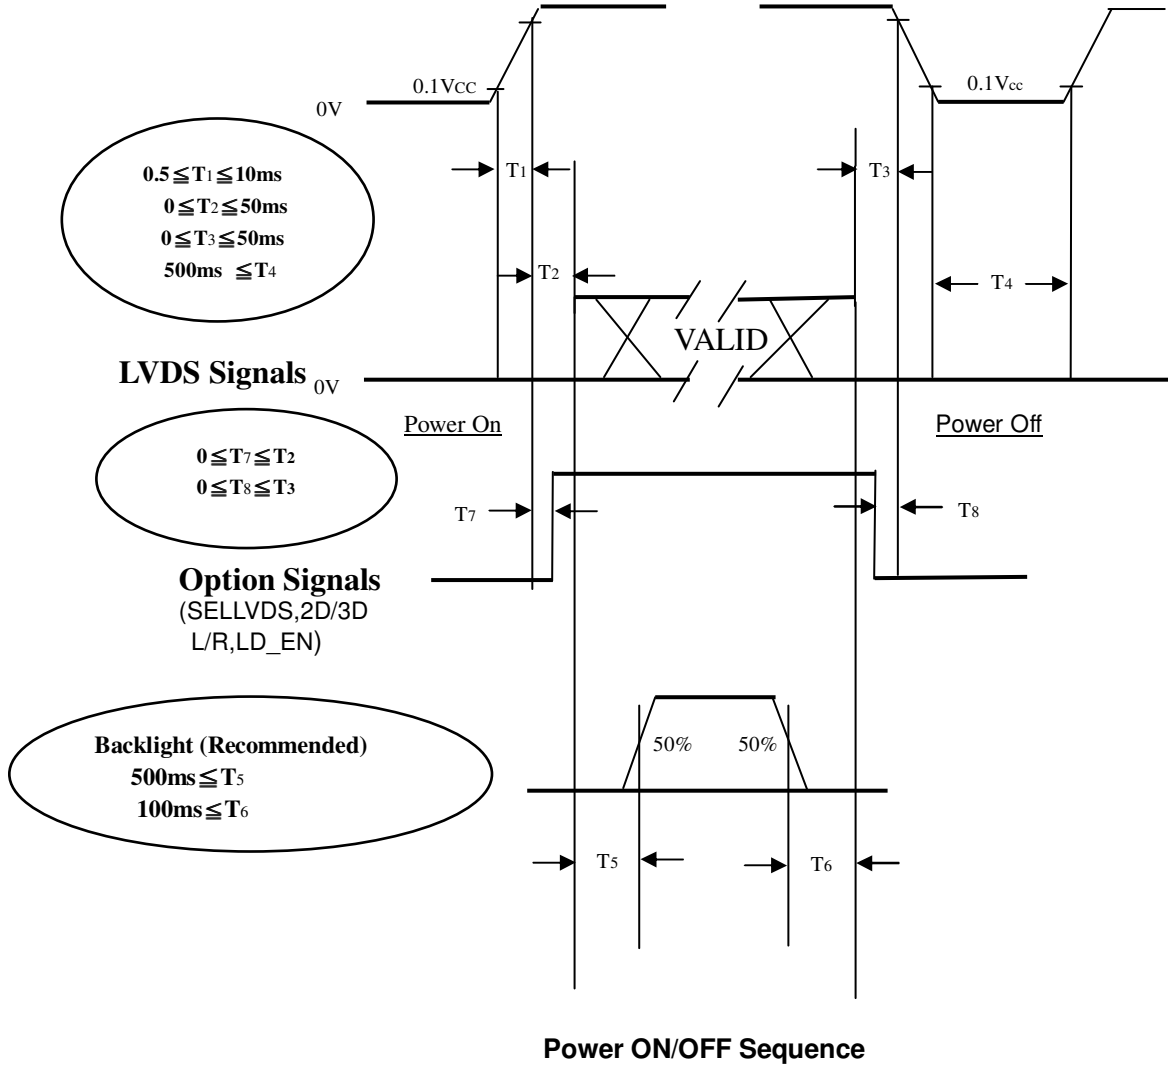 0.1VCC
0.1Vcc
0V
0.5≦T1≦10ms
0≦T2≦50ms
0≦T3≦50ms
500ms ≦T4
T1
T3
T2
T4
VALID
LVDS Signals
0V
Power On
Power Off
0≦T7≦T2
0≦T8≦T3
T7
T8
Option Signals
(SELLVDS,2D/3D
L/R,LD_EN)
Backlight (Recommended)
500ms≦T5
100ms≦T6
50%
50%
T5
T6
Power ON/OFF Sequence